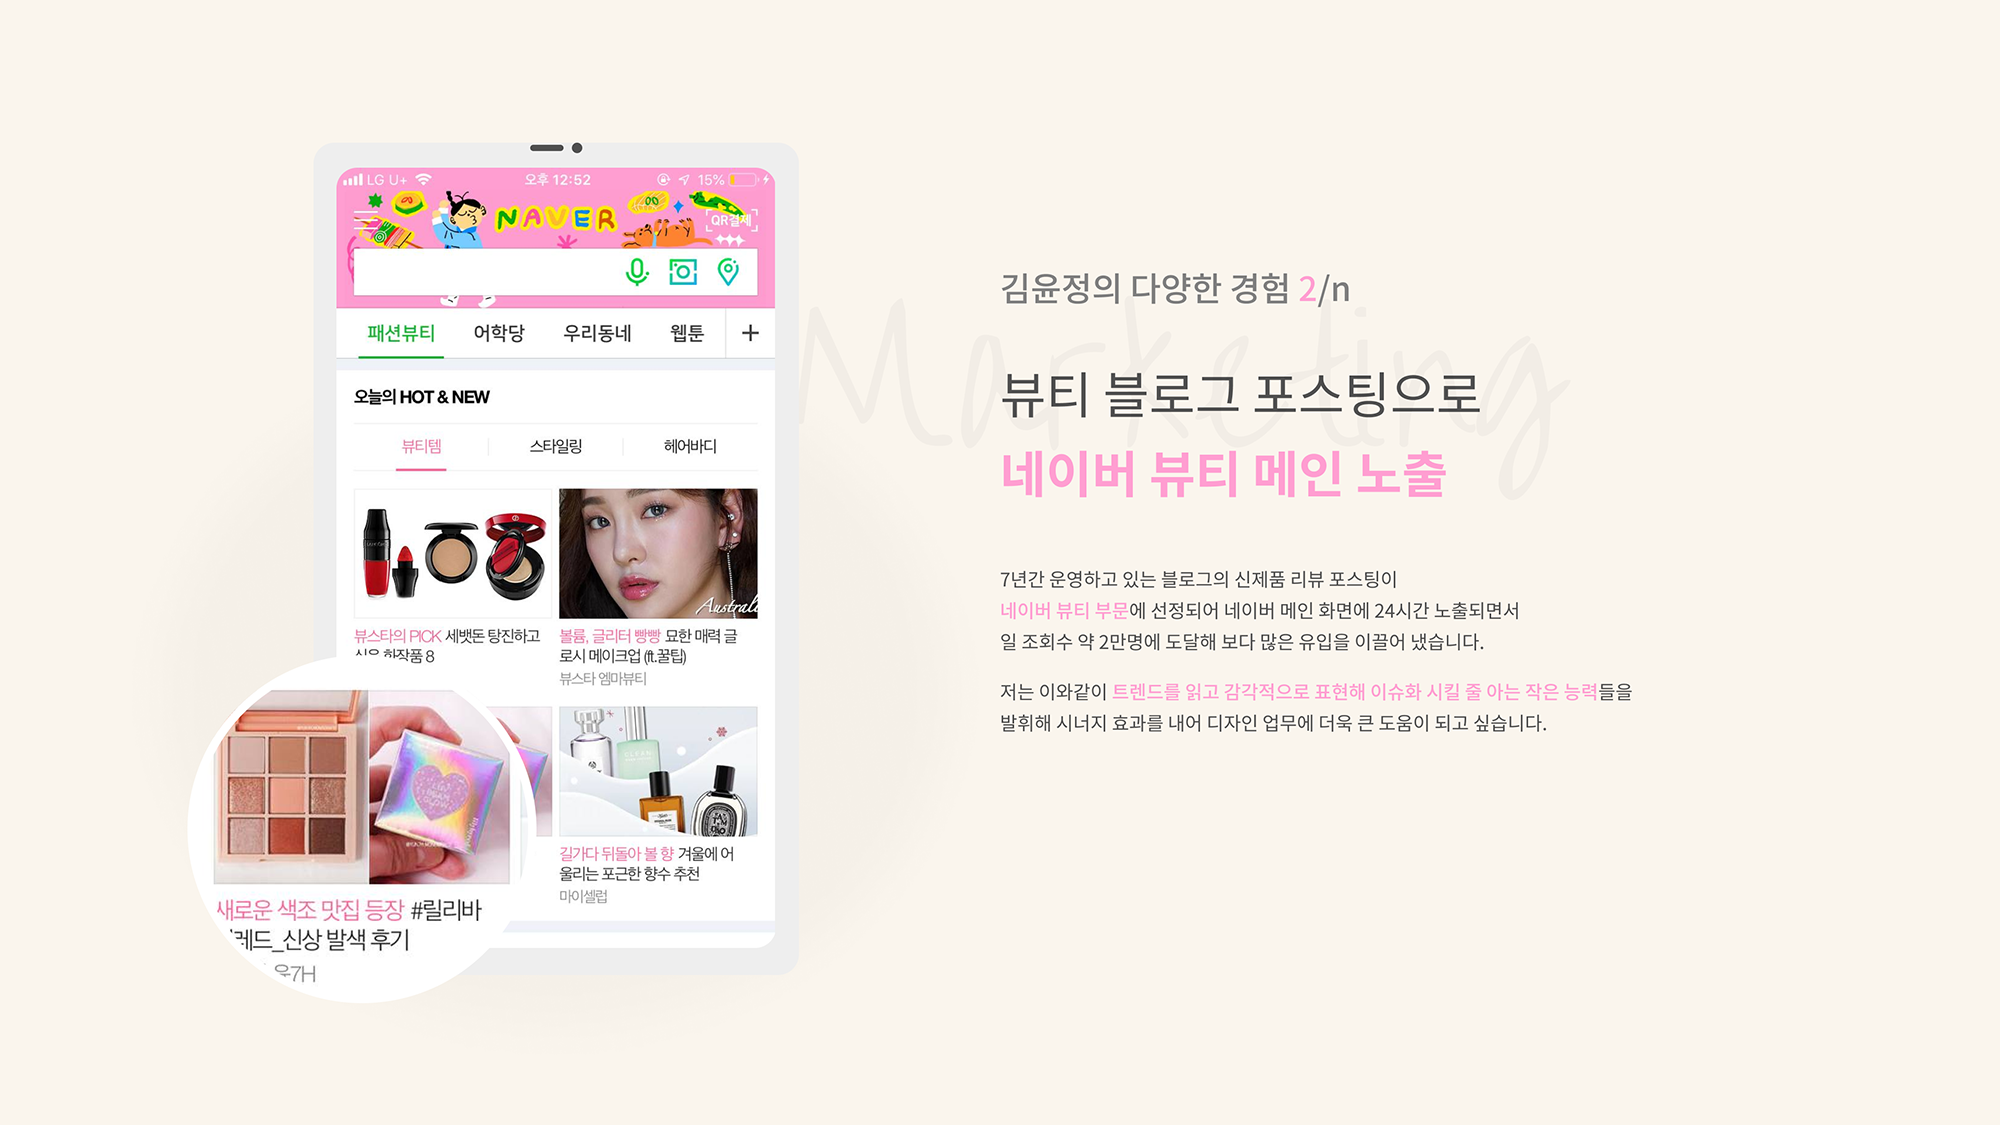 LG U+
오후 12:52
15%
NAVER
QR결제
패션뷰티 어학당 우리동네 웹툰 +
오늘의 HOT & NEW
뷰티템 스타일링 헤어바디
뷰스타의 PICK 세뱃돈 탕진하고
볼륨, 글리터 빵빵 묘한 매력 글
로시 메이크업 (ft.꿀팁)
뷰스타 엠마뷰티
CLEAN
길가다 뒤돌아 볼 향 겨울에 어
울리는 포근한 향수 추천
마이셀럽
새로운 색조 맛집 등장 #릴리바
레드_신상 발색 후기
7H
Marketing
김윤정의 다양한 경험 2/n
뷰티 블로그 포스팅으로
네이버 뷰티 메인 노출
7년간 운영하고 있는 블로그의 신제품 리뷰 포스팅이
네이버 뷰티 부문에 선정되어 네이버 메인 화면에 24시간 노출되면서
일 조회수 약 2만명에 도달해 보다 많은 유입을 이끌어 냈습니다.
저는 이와같이 트렌드를 읽고 감각적으로 표현해 이슈화 시킬 줄 아는 작은 능력들을
발휘해 시너지 효과를 내어 디자인 업무에 더욱 큰 도움이 되고 싶습니다.